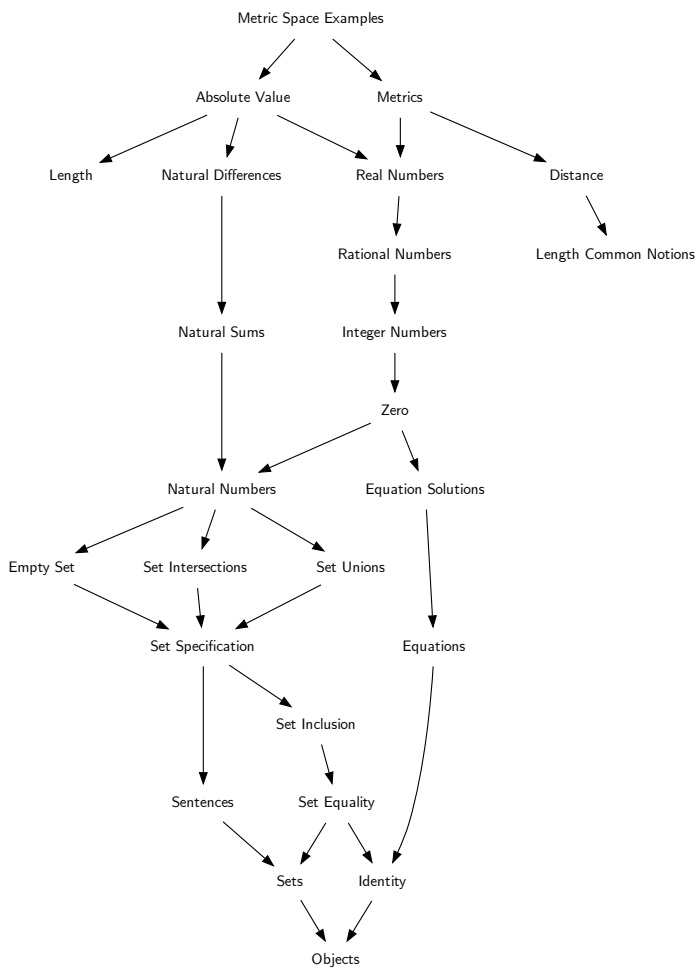 Metric Space Examples
Absolute Value
Metrics
Length
Natural Differences
Real Numbers
Distance
Rational Numbers
Length Common Notions
Natural Sums
Integer Numbers
Zero
Natural Numbers
Equation Solutions
Empty Set
Set Intersections
Set Unions
Set Specification
Equations
Set Inclusion
Sentences
Set Equality
Sets
Identity
Objects